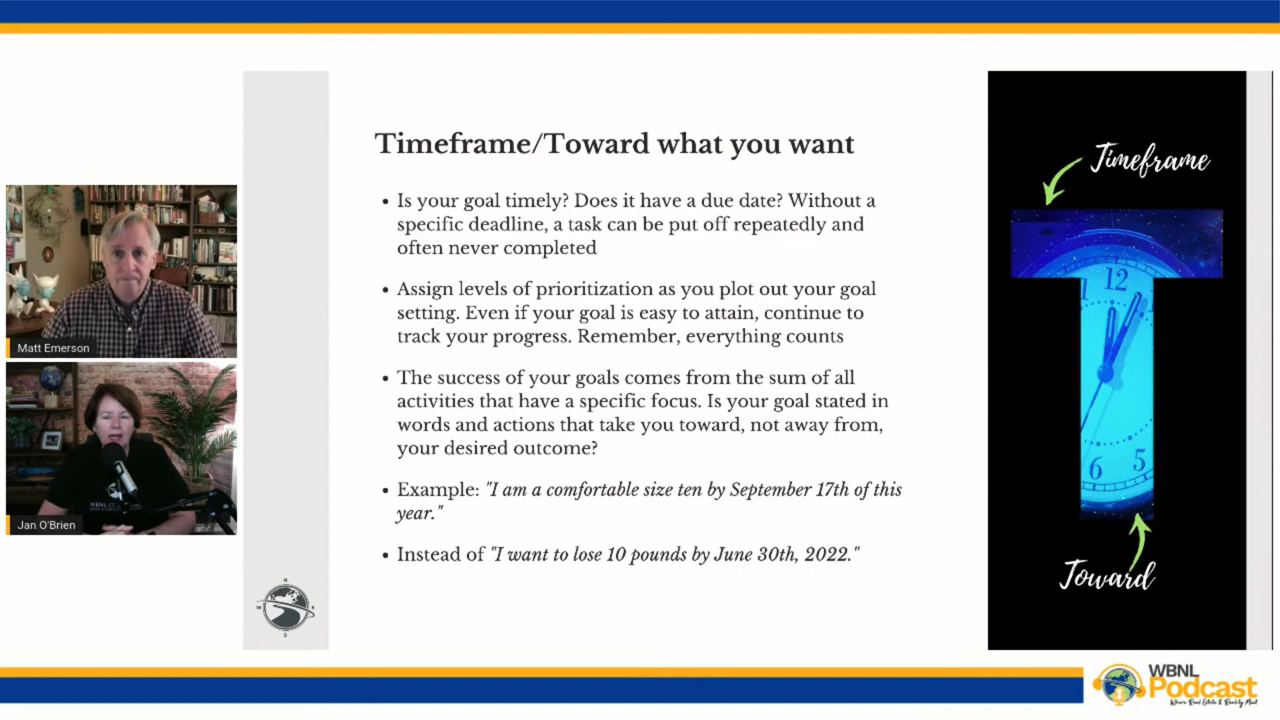 Timeframe/Toward what you want
• Is your goal timely? Does it have a due date? Without a
specific deadline, a task can be put off repeatedly and
often never completed
• Assign levels of prioritization as you plot out your goal
setting. Even if your goal is easy to attain, continue to
track your progress. Remember, everything counts
• The success of your goals comes from the sum of all
activities that have a specific focus. Is your goal stated in
words and actions that take you toward, not away from,
your desired outcome?
• Example: "I am a comfortable size ten by September 17th of this
year."
• Instead of "I want to lose 10 pounds by June 30th, 2022."
Timeframe
12
6 5
Toward
Matt Emerson
Jan O'Brien
N
W E
S
WBNL
Podcast
Where Real Estate & Reality Meet